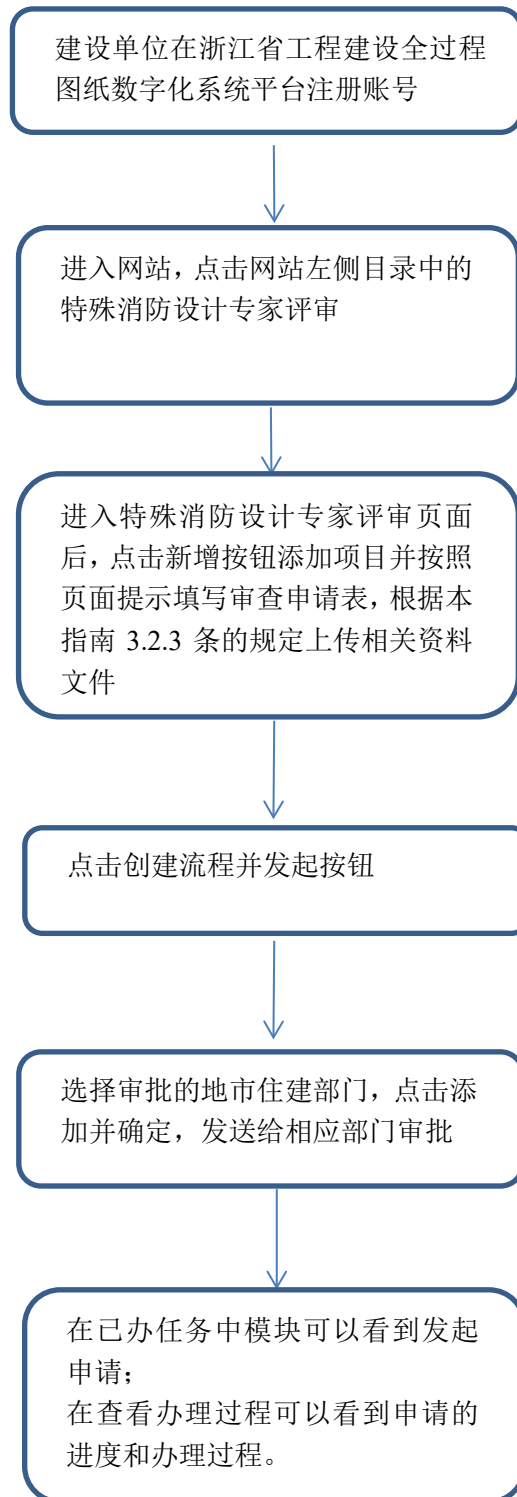 建设单位在浙江省工程建设全过程
图纸数字化系统平台注册账号
进入网站，点击网站左侧目录中的
特殊消防设计专家评审
进入特殊消防设计专家评审页面
后，点击新增按钮添加项目并按照
页面提示填写审查申请表，根据本
指南 3.2.3 条的规定上传相关资料
文件
点击创建流程并发起按钮
选择审批的地市住建部门，点击添
加并确定，发送给相应部门审批
在已办任务中模块可以看到发起
申请；
在查看办理过程可以看到申请的
进度和办理过程。